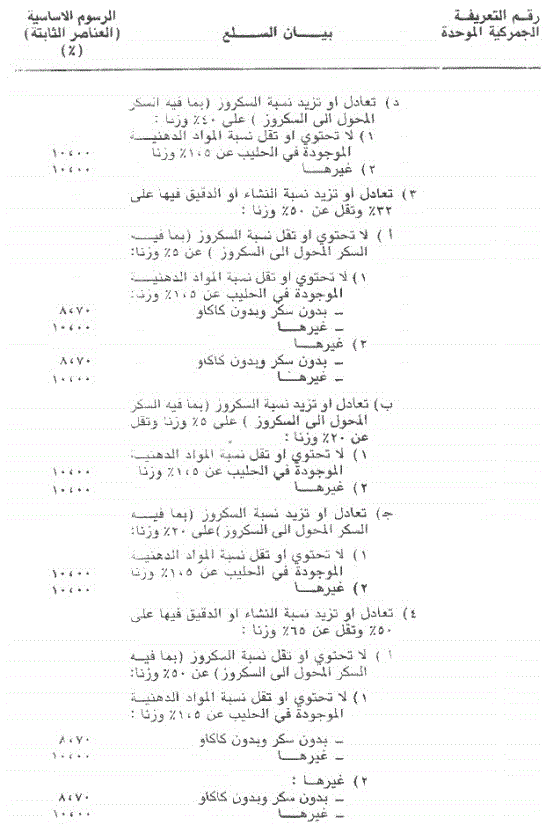 رقـم التعريفـة بيـــان الســـلع الرسوم الاساسية
الجمركية الموحدة (العناصر الثابتة)
(٪)
د) تعادل او تزيد نسبة السكروز (بما فيه السكر
المحول الى السكروز ) على ٤٠٪ وزنا :
١) لا تحتوي او تقل نسبة المواد الدهنيـة
الموجودة في الحليب عن ١،٥٪ وزنا ١٠،٠٠
٢) غيرهـــا ١٠،٠٠
٣) تعادل أو تزيد نسبة النشاء او الدقيق فيها على
٣٢٪ وتقل عن ٥٠٪ وزنا :
أ ) لا تحتوي او تقل نسبة السكروز (بما فيـه
السكر المحول الى السكروز ) عن ٥٪ وزنا:
١) لا تحتوي او تقل نسبة المواد الدهنيـة
الموجودة في الحليب عن ١،٥٪ وزنا:
ـ بدون سكر وبدون كاكاو ٨،٧٠
ـ غيرهـــا ١٠،٠٠
٢) غيرهـــا
ـ بدون سكر وبدون كاكاو ٨،٧٠
ـ غيرهـــا ١٠،٠٠
ب) تعادل او تزيد نسبة السكروز (بما فيه السكر
المحول الى السكروز ) على ٥٪ وزنا وتقل
عن ٢٠٪ وزنا :
١) لا تحتوي او تقل نسبة المواد الدهنيـة
الموجودة في الحليب عن ١،٥٪ وزنا ١٠،٠٠
٢) غيرهـــا ١٠،٠٠
ج) تعادل او تزيد نسبة السكروز (بما فيـــه
السكر المحول الى السكروز)على ٢٠٪ وزنا:
١) لا تحتوي او تقل نسبة المواد الدهنيـة
الموجودة في الحليب عن ١،٥٪ وزنا ١٠،٠٠
٢) غيرهـــا ١٠،٠٠
٤) تعادل او تزيد نسبة النشاء او الدقيق فيها على
٥٠٪ وتقل عن ٦٥٪ وزنا :
أ ) لا تحتوي او تقل نسبة السكروز (بما فيـه
السكر المحول الى السكروز) عن ٥٠٪ وزنا:
١) لا تحتوي او تقل نسبة المواد الدهنيـة
الموجودة في الحليب عن ١،٥٪ وزنا :
ـ بدون سكر وبدون كاكاو ٨،٧٠
ـ غيرهـــا ١٠،٠٠
٢) غيرهـــا :
ـ بدون سكر وبدون كاكاو ٨،٧٠
ـ غيرهـــا ١٠،٠٠